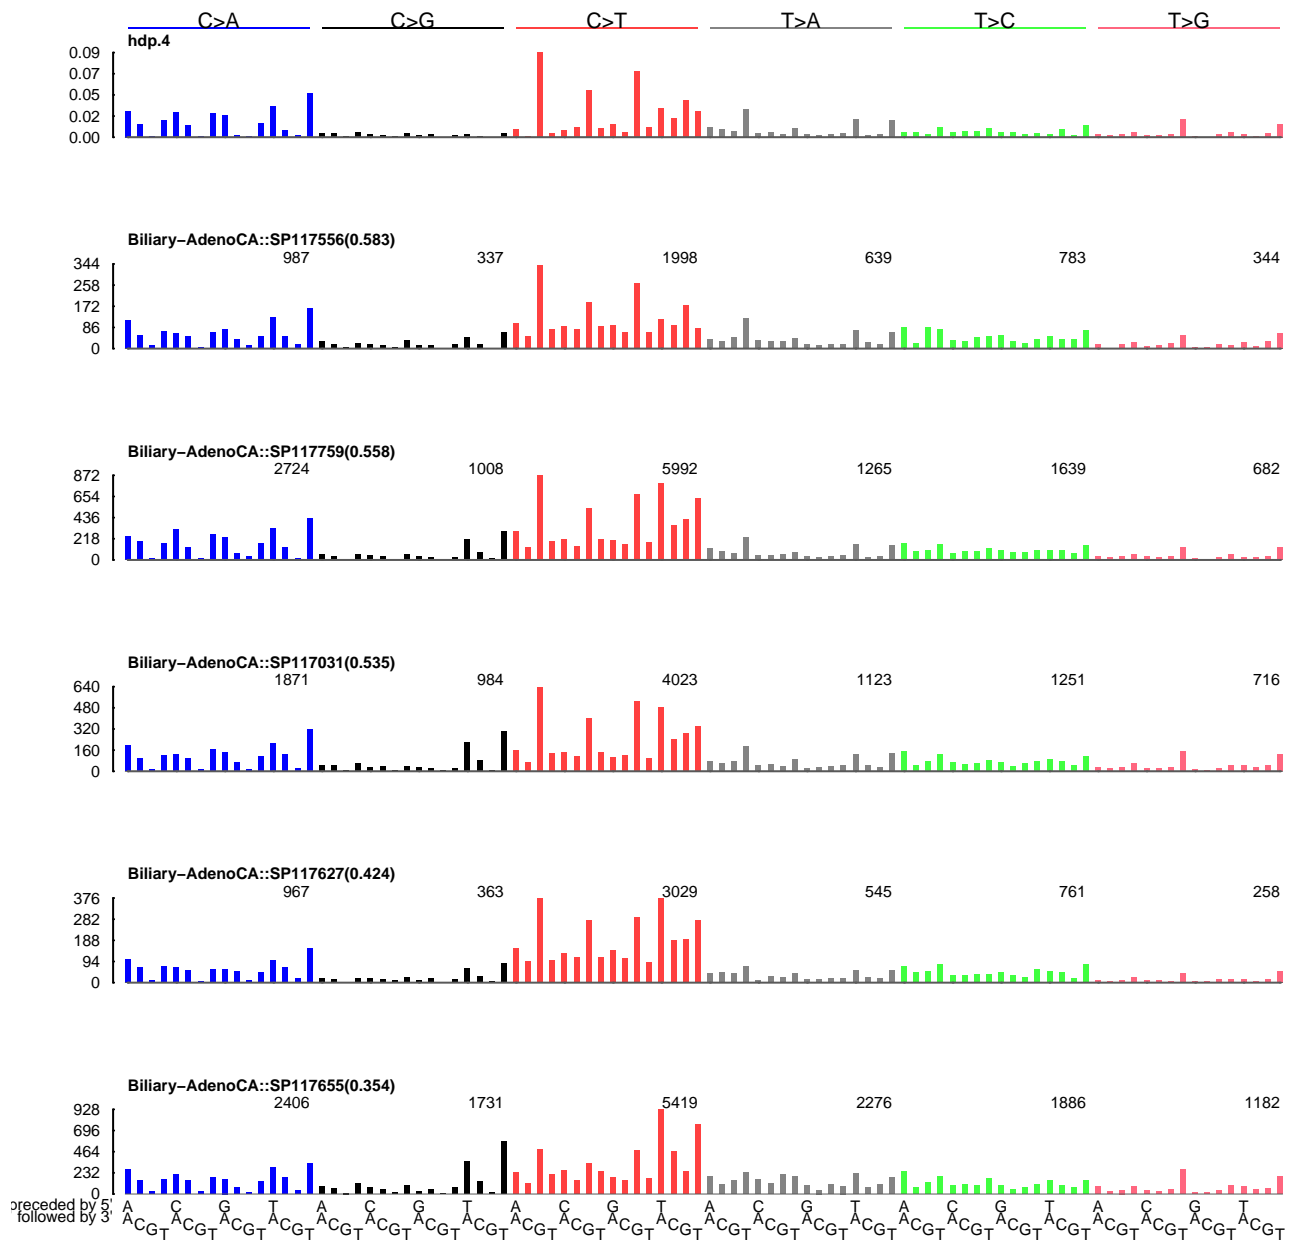 C>A C>G C>T T>A T>C T>G
hdp.4
0.09
0.07
0.05
0.02
0.00
Biliary−AdenoCA::SP117556(0.583)
987 337 1998 639 783 344
344
258
172
86
0
Biliary−AdenoCA::SP117759(0.558)
2724 1008 5992 1265 1639 682
872
654
436
218
0
Biliary−AdenoCA::SP117031(0.535)
1871 984 4023 1123 1251 716
640
480
320
160
0
Biliary−AdenoCA::SP117627(0.424)
967 363 3029 545 761 258
376
282
188
94
0
Biliary−AdenoCA::SP117655(0.354)
2406 1731 5419 2276 1886 1182
928
696
464
232
0
preceded by 5' A C G T A C G T A C G T A C G T A C G T A C G T
followed by 3' A C G T A C G T A C G T A C G T A C G T A C G T A C G T A C G T A C G T A C G T A C G T A C G T A C G T A C G T A C G T A C G T A C G T A C G T A C G T A C G T A C G T A C G T A C G T A C G T